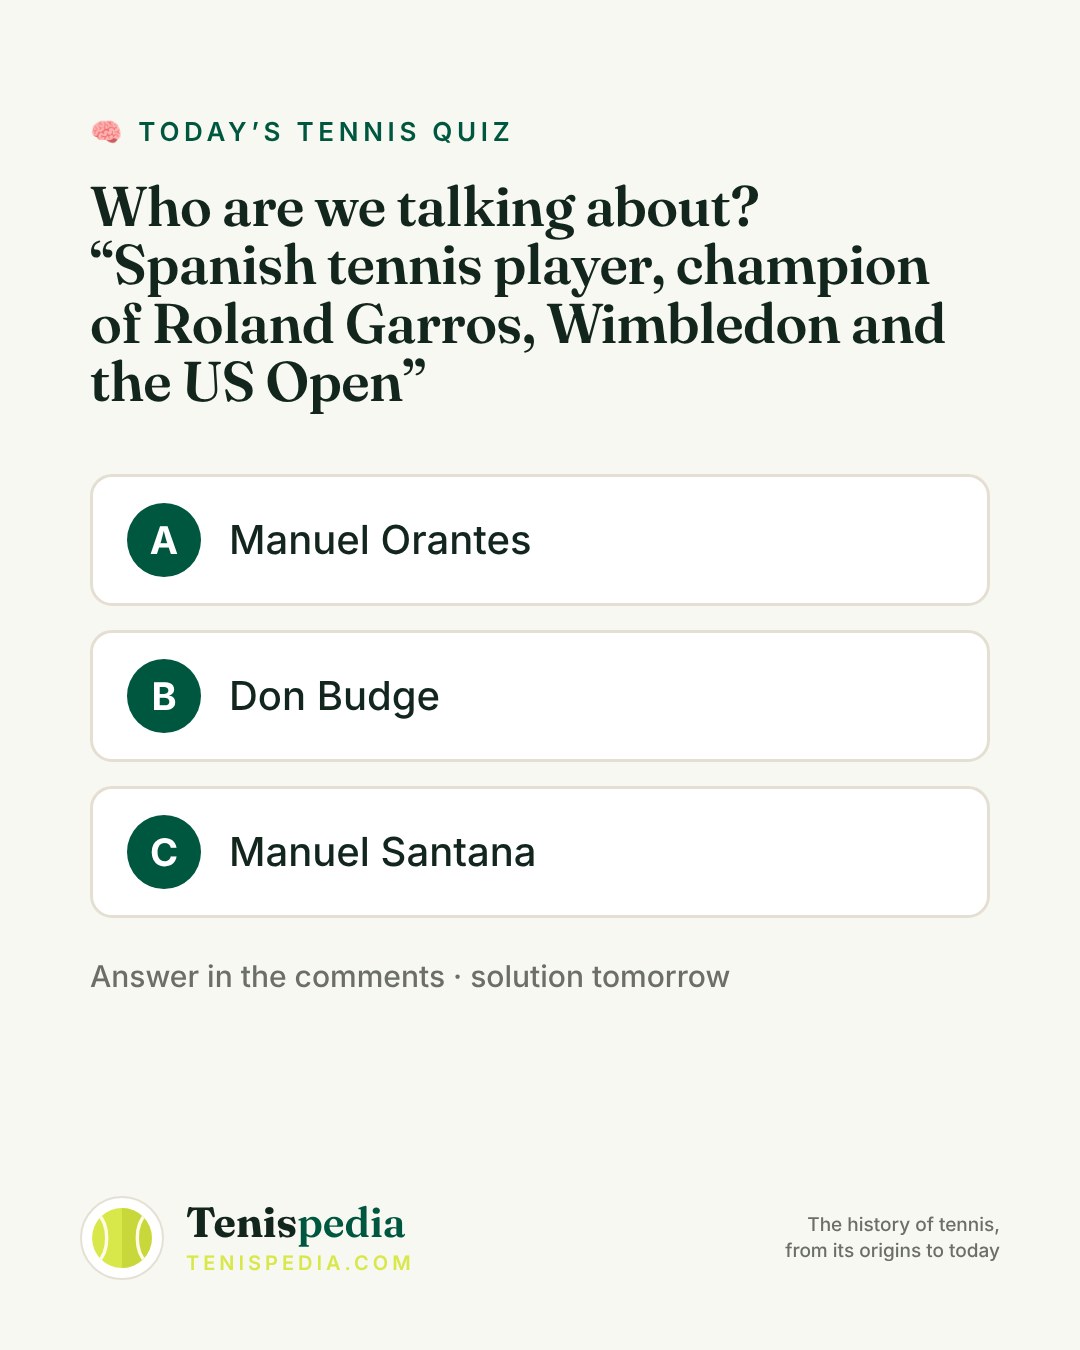 🧠 TODAY’S TENNIS QUIZ
Who are we talking about?
“Spanish tennis player, champion
of Roland Garros, Wimbledon and
the US Open”
A Manuel Orantes
B Don Budge
C Manuel Santana
Answer in the comments · solution tomorrow
Tenispedia
TENISPEDIA.COM
The history of tennis,
from its origins to today